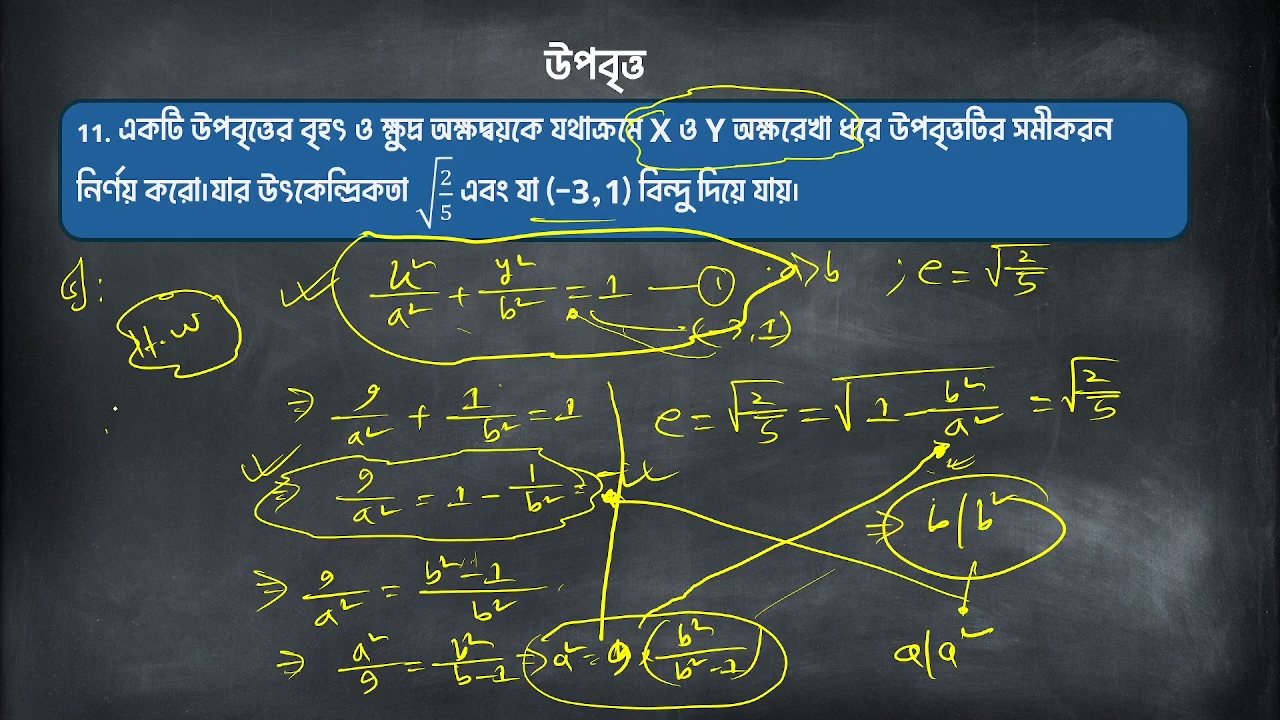 উপবৃত্ত
11. একটি উপবৃত্তের বৃহৎ ও ক্ষুদ্র অক্ষদ্বয়কে যথাক্রমে X ও Y অক্ষরেখা ধরে উপবৃত্তটির সমীকরন
নির্ণয় করো।যার উৎকেন্দ্রিকতা √(2/5) এবং যা (−3,1) বিন্দু দিয়ে যায়।
x²/a² + y²/b² = 1 — ① b ; e = √(2/5)
H.W (-3, 1)
⇒ 9/a² + 1/b² = 1 e = √(2/5) = √(1 - b²/a²) = √(2/5)
⇒ 9/a² = 1 - 1/b² ⇒ b/b²
⇒ 9/a² = b²-1/b²
⇒ a²/9 = b²/b-1 ⇒ a² = 9 × (b²/b²-1) a/a²